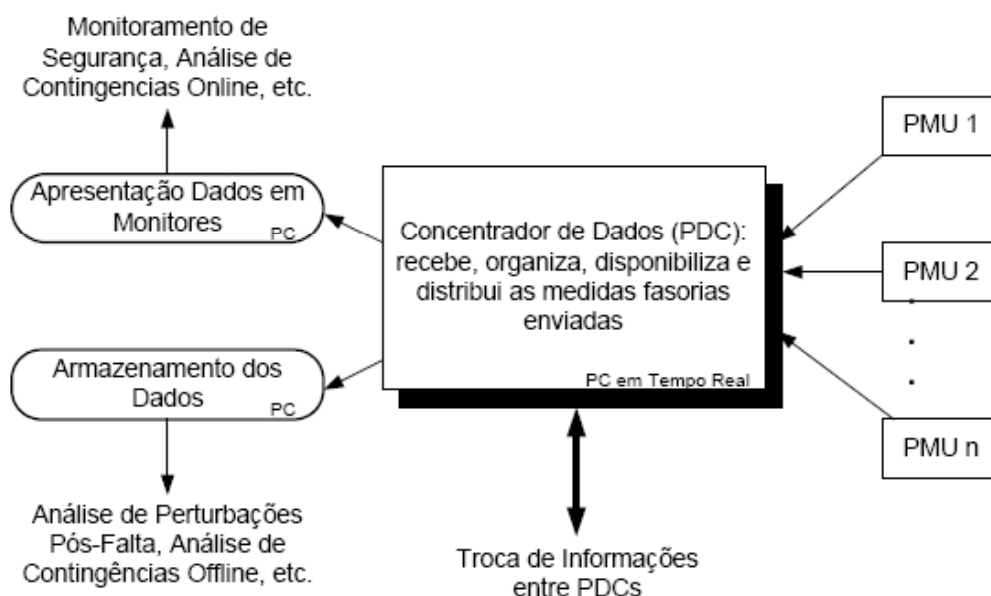 Monitoramento de
Segurança, Análise de
Contingencias Online, etc.
Apresentação Dados em
Monitores
PC
Armazenamento dos
Dados
PC
Análise de Perturbações
Pós-Falta, Análise de
Contingências Offline, etc.
Concentrador de Dados (PDC):
recebe, organiza, disponibiliza e
distribui as medidas fasorias
enviadas
PC em Tempo Real
Troca de Informações
entre PDCs
PMU 1
PMU 2
PMU n